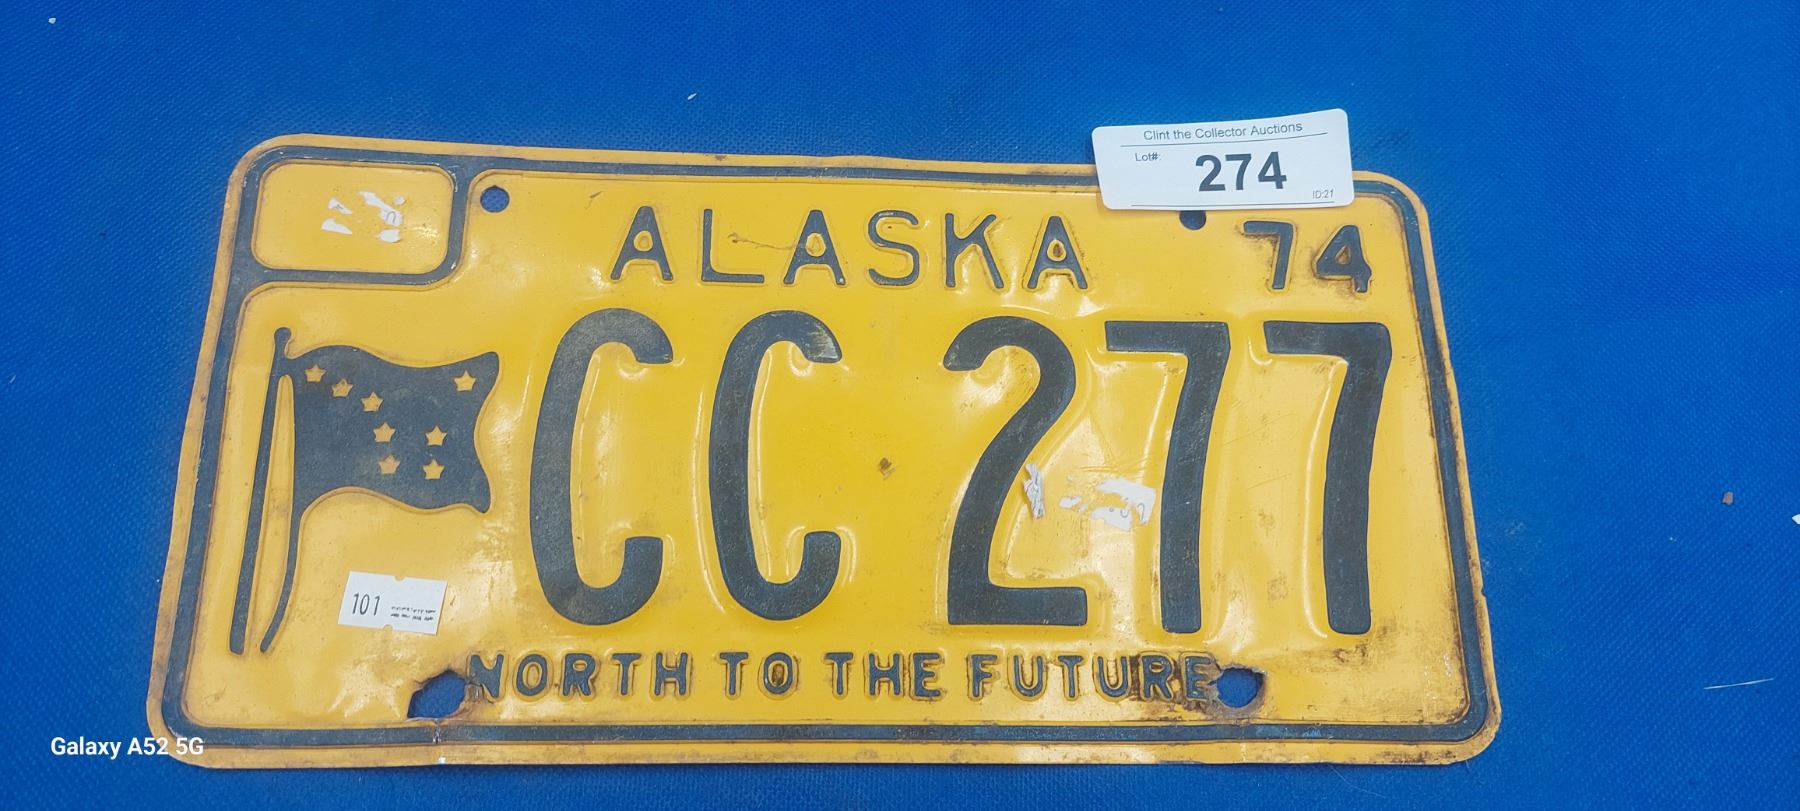 Clint the Collector Auctions
Lot#:
274
ID:21
ALASKA 74
CC 277
101
NORTH TO THE FUTURE
Galaxy A52 5G